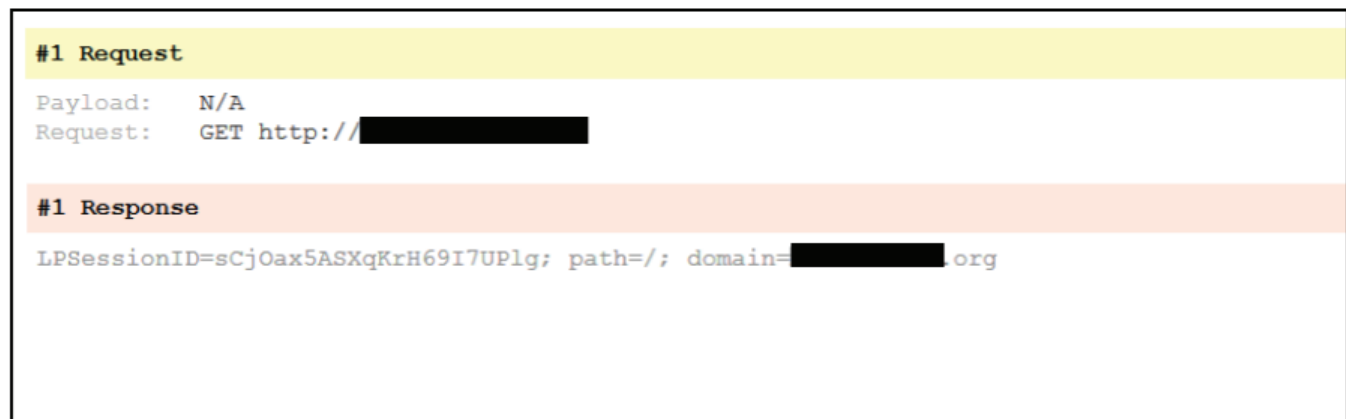 #1 Request
Payload: N/A
Request: GET http://
#1 Response
LPSessionID=sCjOax5ASXqKrH69I7UPlg; path=/; domain= .org